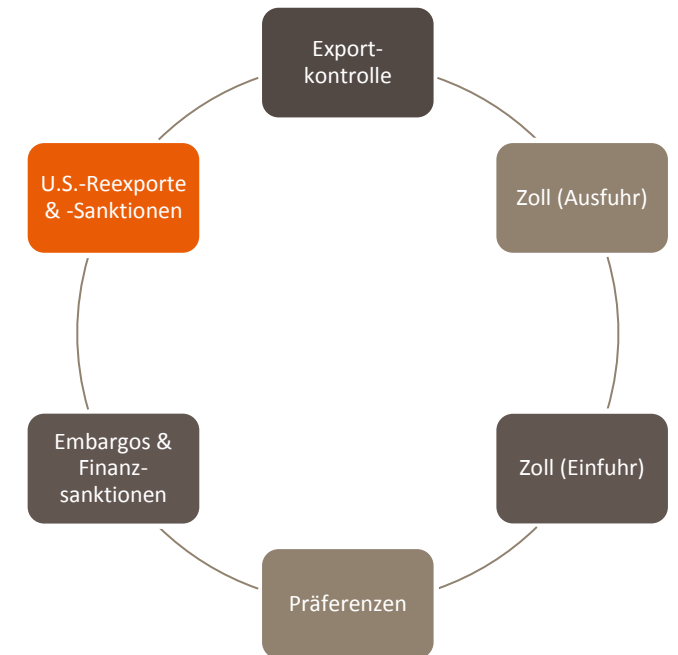 Export-
kontrolle
U.S.-Reexporte
& -Sanktionen
Zoll (Ausfuhr)
Embargos &
Finanz-
sanktionen
Zoll (Einfuhr)
Präferenzen